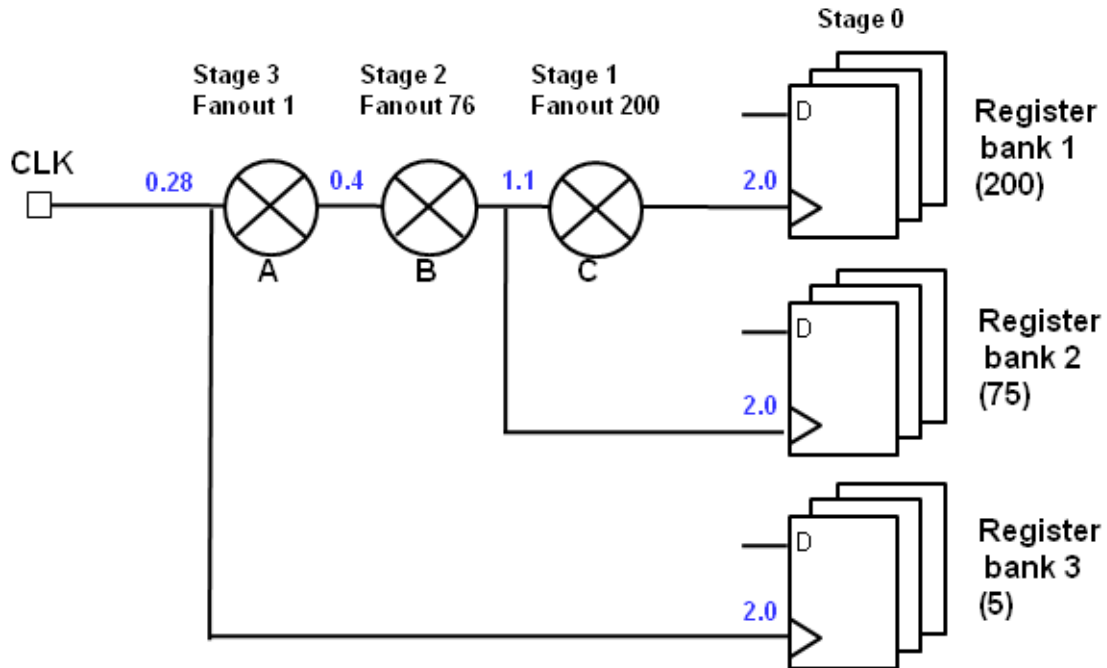 Stage 0
Stage 3
Fanout 1
Stage 2
Fanout 76
Stage 1
Fanout 200
CLK
0.28
0.4
1.1
2.0
A
B
C
D
Register
bank 1
(200)
D
2.0
Register
bank 2
(75)
D
2.0
Register
bank 3
(5)